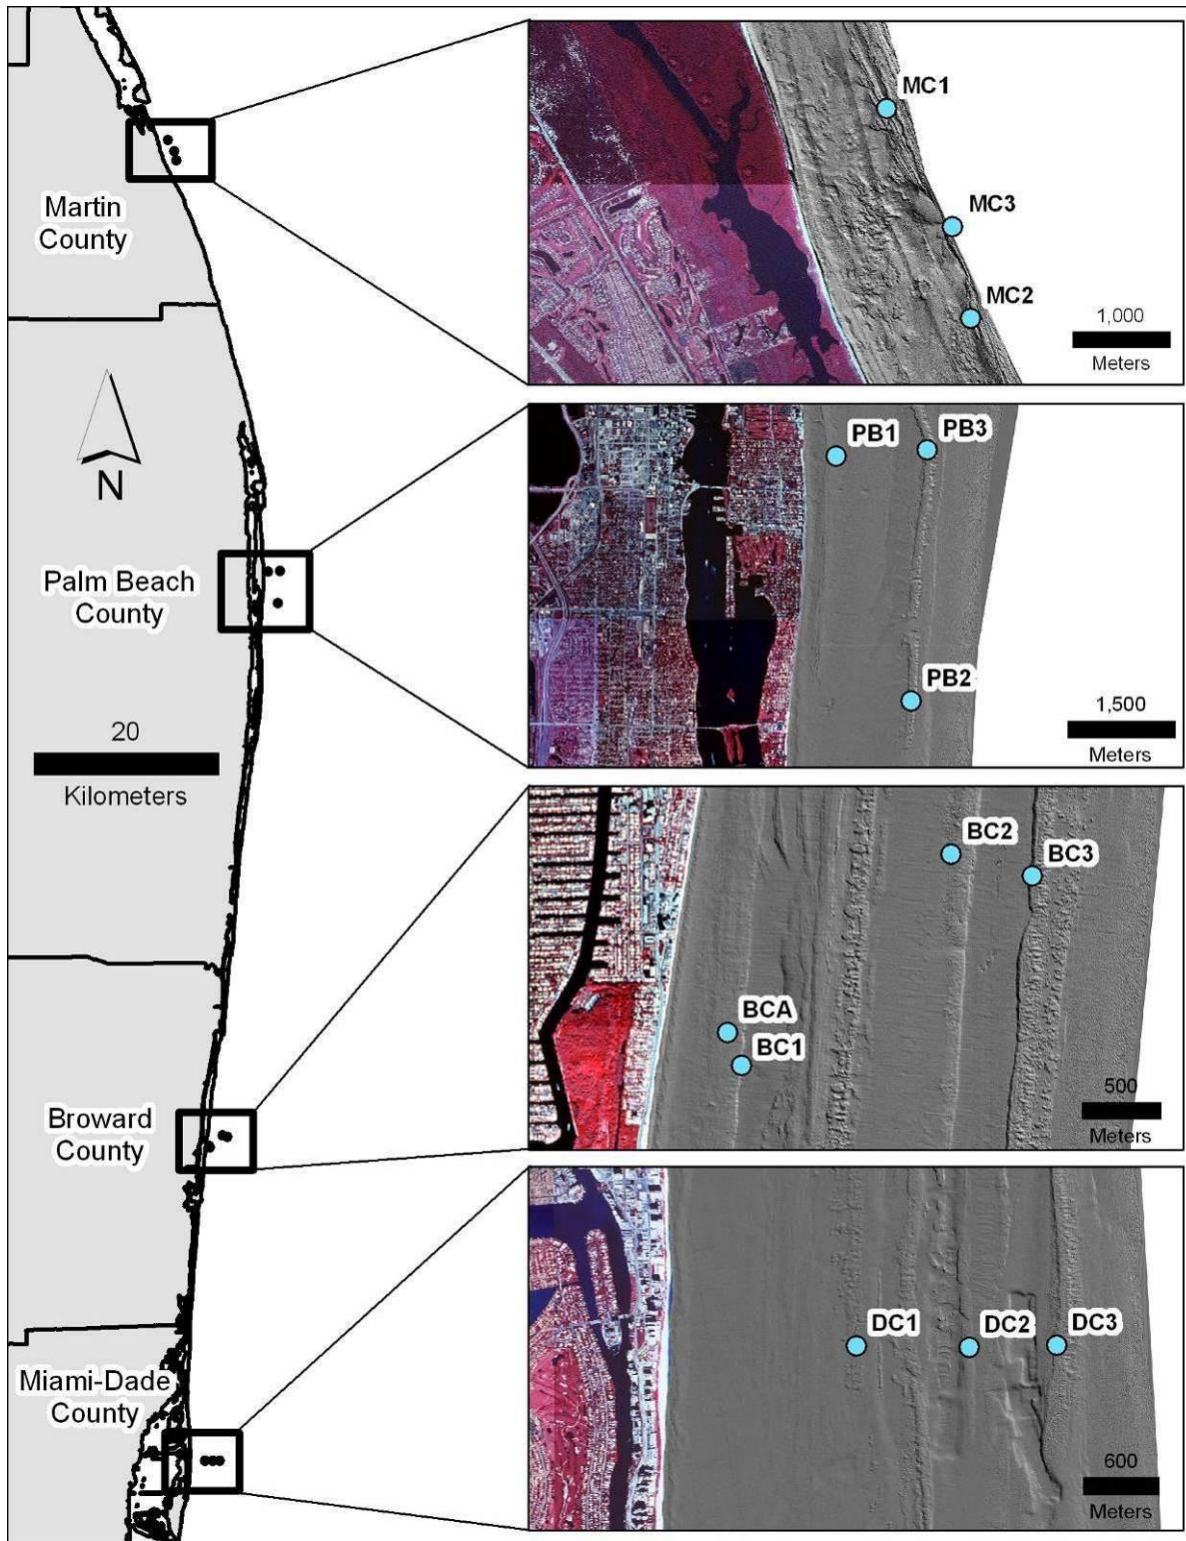 Martin
County
N
Palm Beach
County
20
Kilometers
Broward
County
Miami-Dade
County
MC1
MC3
MC2
1,000
Meters
PB1
PB3
PB2
1,500
Meters
BC2
BC3
BCA
BC1
500
Meters
DC1
DC2
DC3
600
Meters